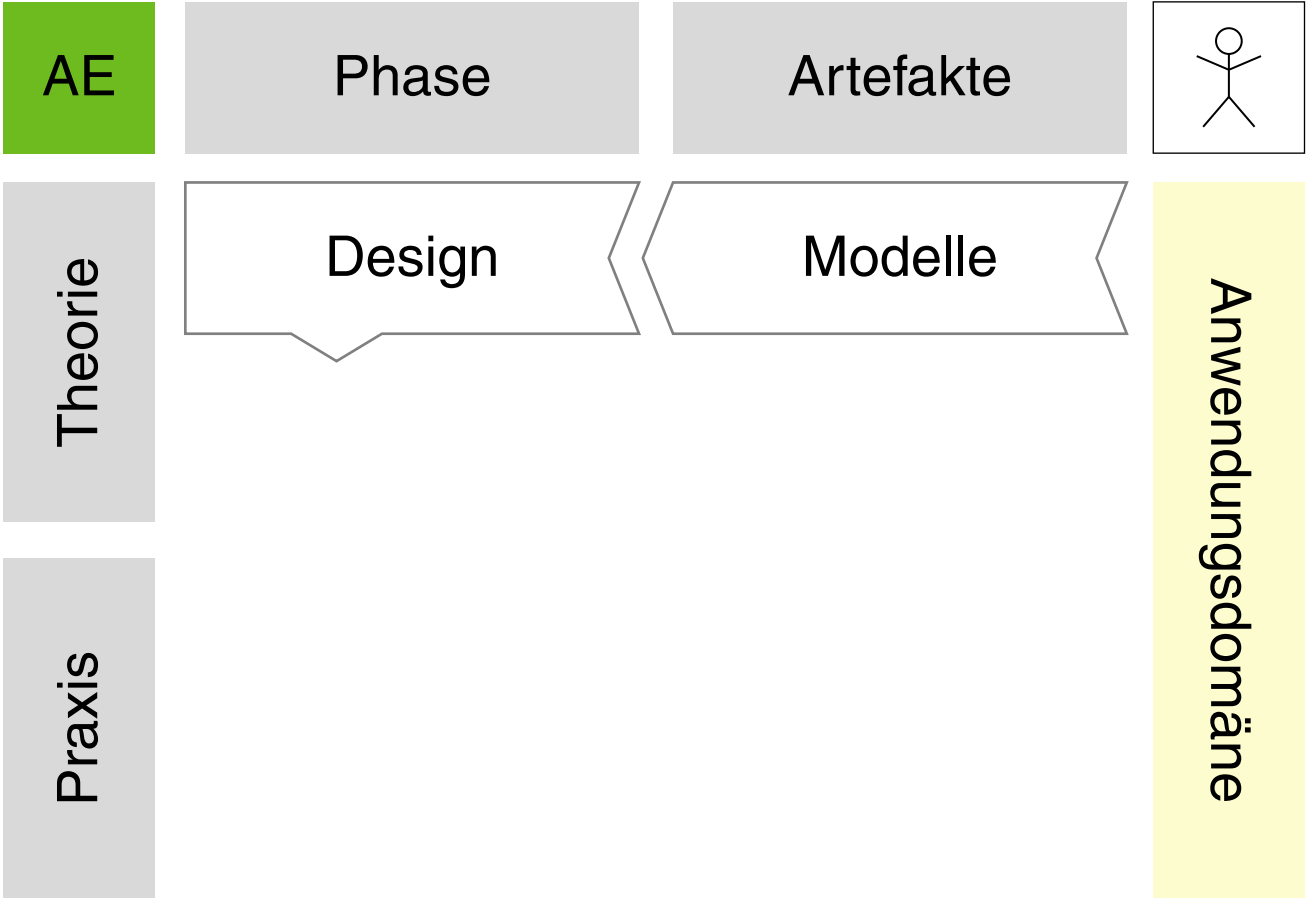 AE
Phase
Artefakte
Theorie
Design
Modelle
Anwendungsdomäne
Praxis